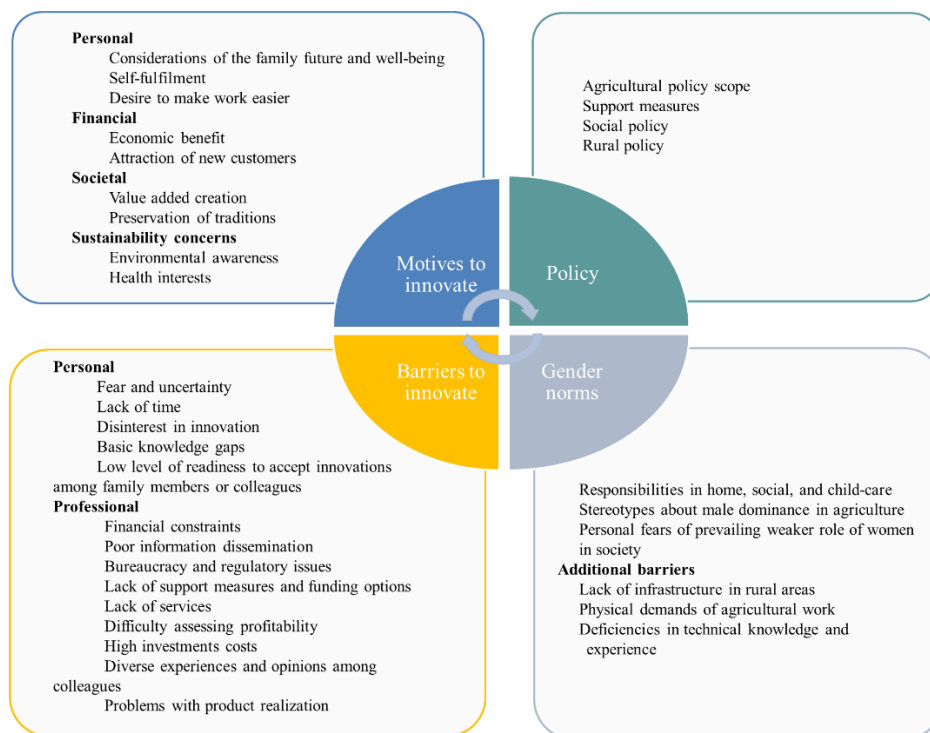 Personal
Considerations of the family future and well-being
Self-fulfilment
Desire to make work easier
Financial
Economic benefit
Attraction of new customers
Societal
Value added creation
Preservation of traditions
Sustainability concerns
Environmental awareness
Health interests
Agricultural policy scope
Support measures
Social policy
Rural policy
Motives to
innovate
Policy
Barriers to
innovate
Gender
norms
Personal
Fear and uncertainty
Lack of time
Disinterest in innovation
Basic knowledge gaps
Low level of readiness to accept innovations
among family members or colleagues
Professional
Financial constraints
Poor information dissemination
Bureaucracy and regulatory issues
Lack of support measures and funding options
Lack of services
Difficulty assessing profitability
High investments costs
Diverse experiences and opinions among
colleagues
Problems with product realization
Responsibilities in home, social, and child-care
Stereotypes about male dominance in agriculture
Personal fears of prevailing weaker role of women
in society
Additional barriers
Lack of infrastructure in rural areas
Physical demands of agricultural work
Deficiencies in technical knowledge and
experience